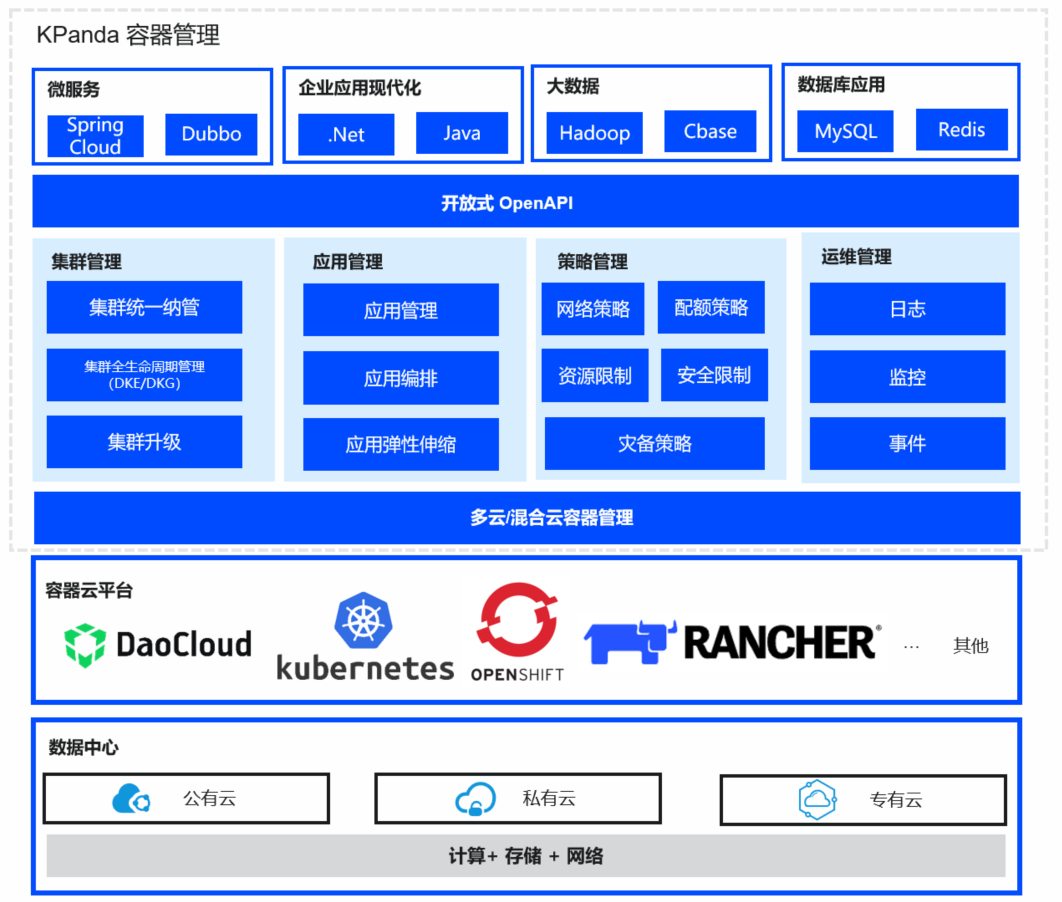 KPanda 容器管理
微服务
Spring
Cloud
Dubbo
企业应用现代化
.Net
Java
大数据
Hadoop
Cbase
数据库应用
MySQL
Redis
开放式 OpenAPI
集群管理
集群统一纳管
集群全生命周期管理
(DKE/DKG)
集群升级
应用管理
应用管理
应用编排
应用弹性伸缩
策略管理
网络策略
配额策略
资源限制
安全限制
灾备策略
运维管理
日志
监控
事件
多云/混合云容器管理
容器云平台
DaoCloud
kubernetes
OPENSHIFT
RANCHER®
...
其他
数据中心
公有云
私有云
专有云
计算+ 存储 + 网络